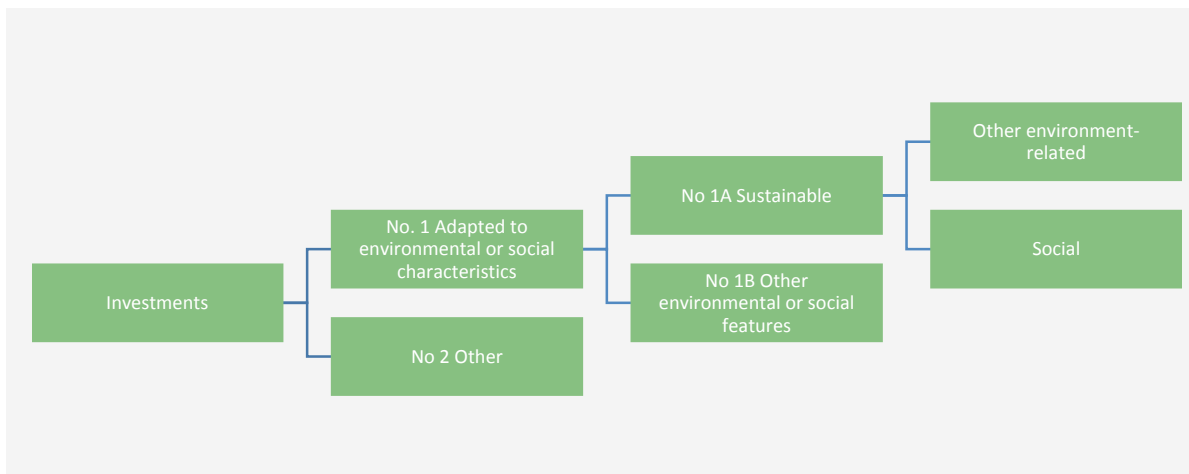 Investments
No. 1 Adapted to
environmental or social
characteristics
No 2 Other
No 1A Sustainable
No 1B Other
environmental or social
features
Other environment-
related
Social